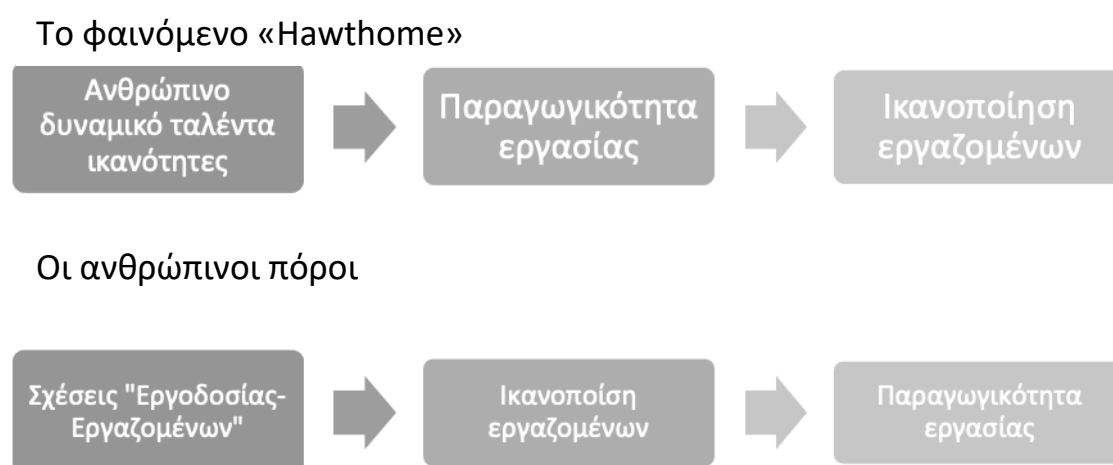 Το φαινόμενο «Hawthome»
Ανθρώπινο
δυναμικό ταλέντα
ικανότητες
Παραγωγικότητα
εργασίας
Ικανοποίηση
εργαζομένων
Οι ανθρώπινοι πόροι
Σχέσεις "Εργοδοσίας-
Εργαζομένων"
Ικανοποίση
εργαζομένων
Παραγωγικότητα
εργασίας